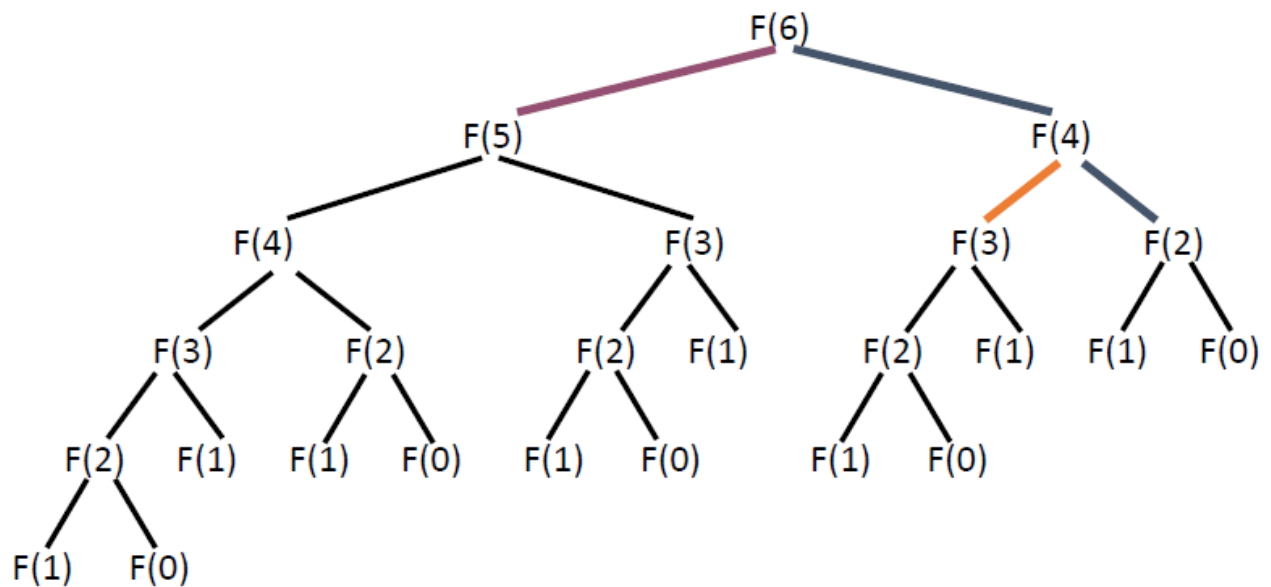 F(6)
F(5) F(4)
F(4) F(3) F(3) F(2)
F(3) F(2) F(2) F(1) F(2) F(1) F(1) F(0)
F(2) F(1) F(1) F(0) F(1) F(0) F(1) F(0)
F(1) F(0)